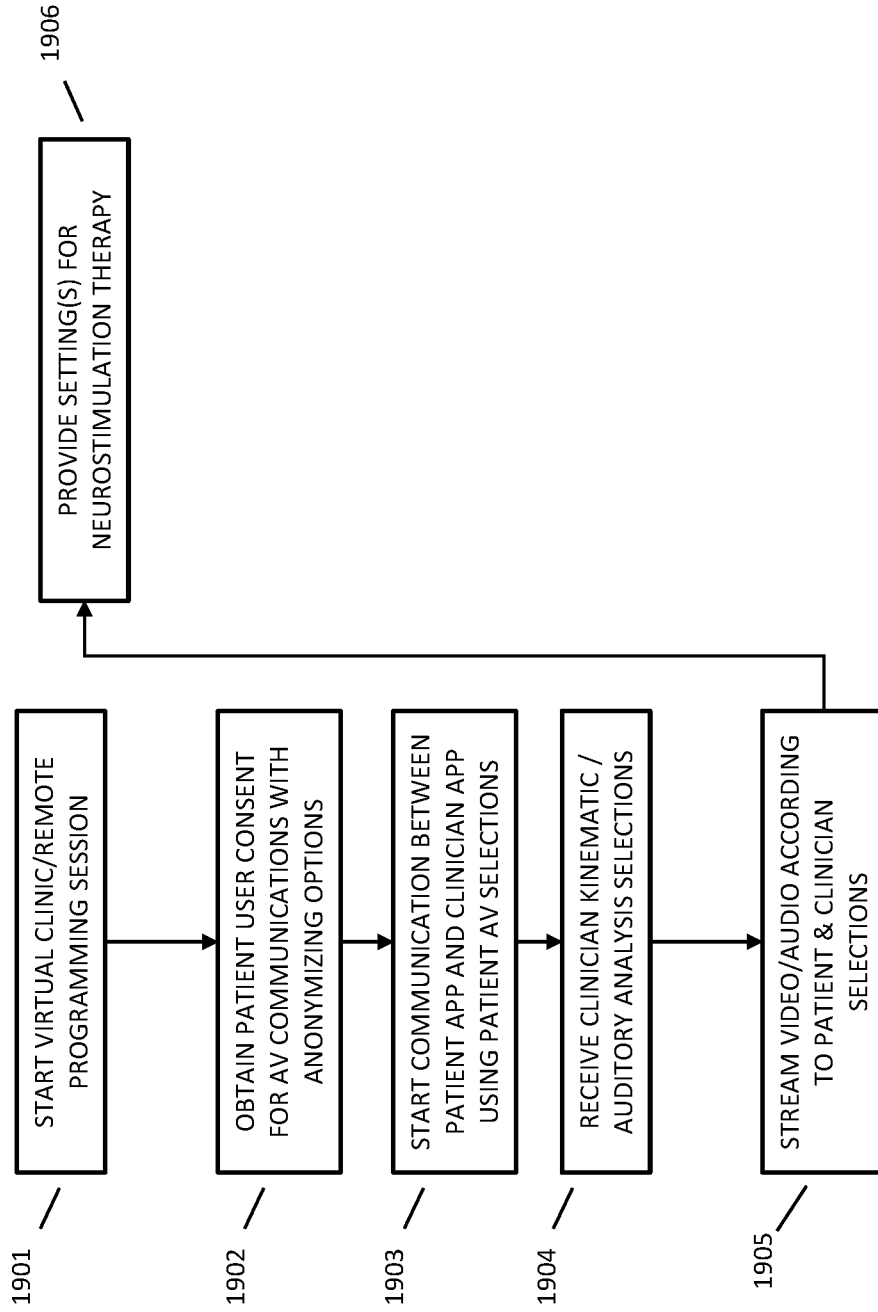 1901
START VIRTUAL CLINIC/REMOTE
PROGRAMMING SESSION
1902
OBTAIN PATIENT USER CONSENT
FOR AV COMMUNICATIONS WITH
ANONYMIZING OPTIONS
1903
START COMMUNICATION BETWEEN
PATIENT APP AND CLINICIAN APP
USING PATIENT AV SELECTIONS
1904
RECEIVE CLINICIAN KINEMATIC /
AUDITORY ANALYSIS SELECTIONS
1905
STREAM VIDEO/AUDIO ACCORDING
TO PATIENT & CLINICIAN
SELECTIONS
1906
PROVIDE SETTING(S) FOR
NEUROSTIMULATION THERAPY